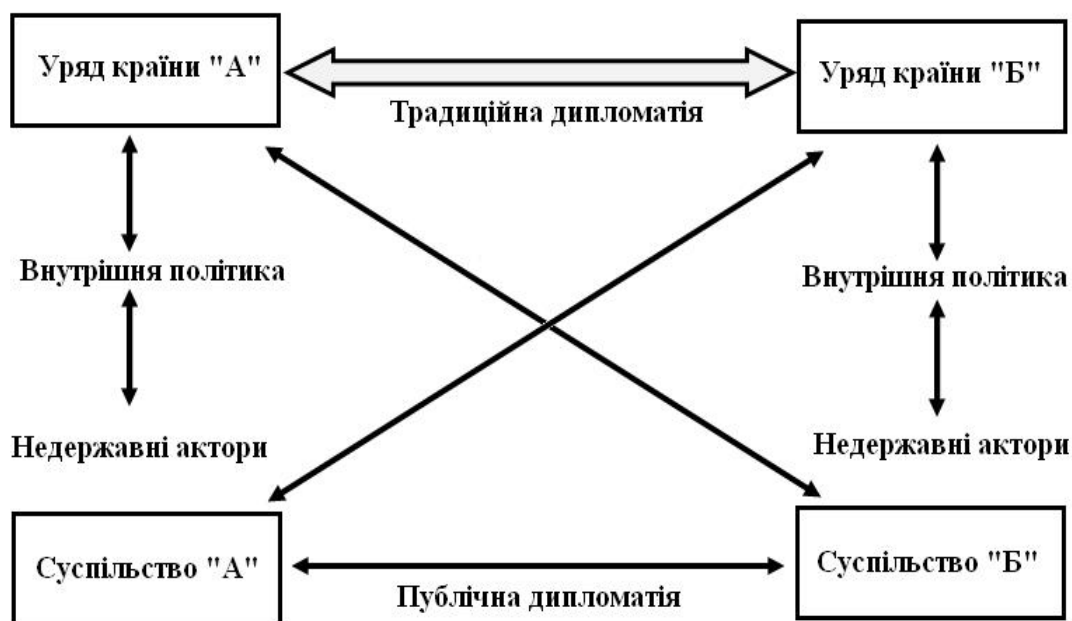 Уряд країни "А"
Уряд країни "Б"
Традиційна дипломатія
Внутрішня політика
Внутрішня політика
Недержавні актори
Недержавні актори
Суспільство "А"
Суспільство "Б"
Публічна дипломатія